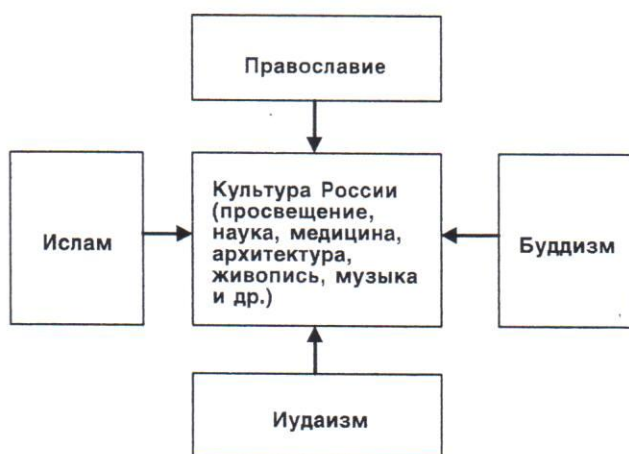 Православие
Ислам
Культура России
(просвещение,
наука, медицина,
архитектура,
живопись, музыка
и др.)
Буддизм
Иудаизм